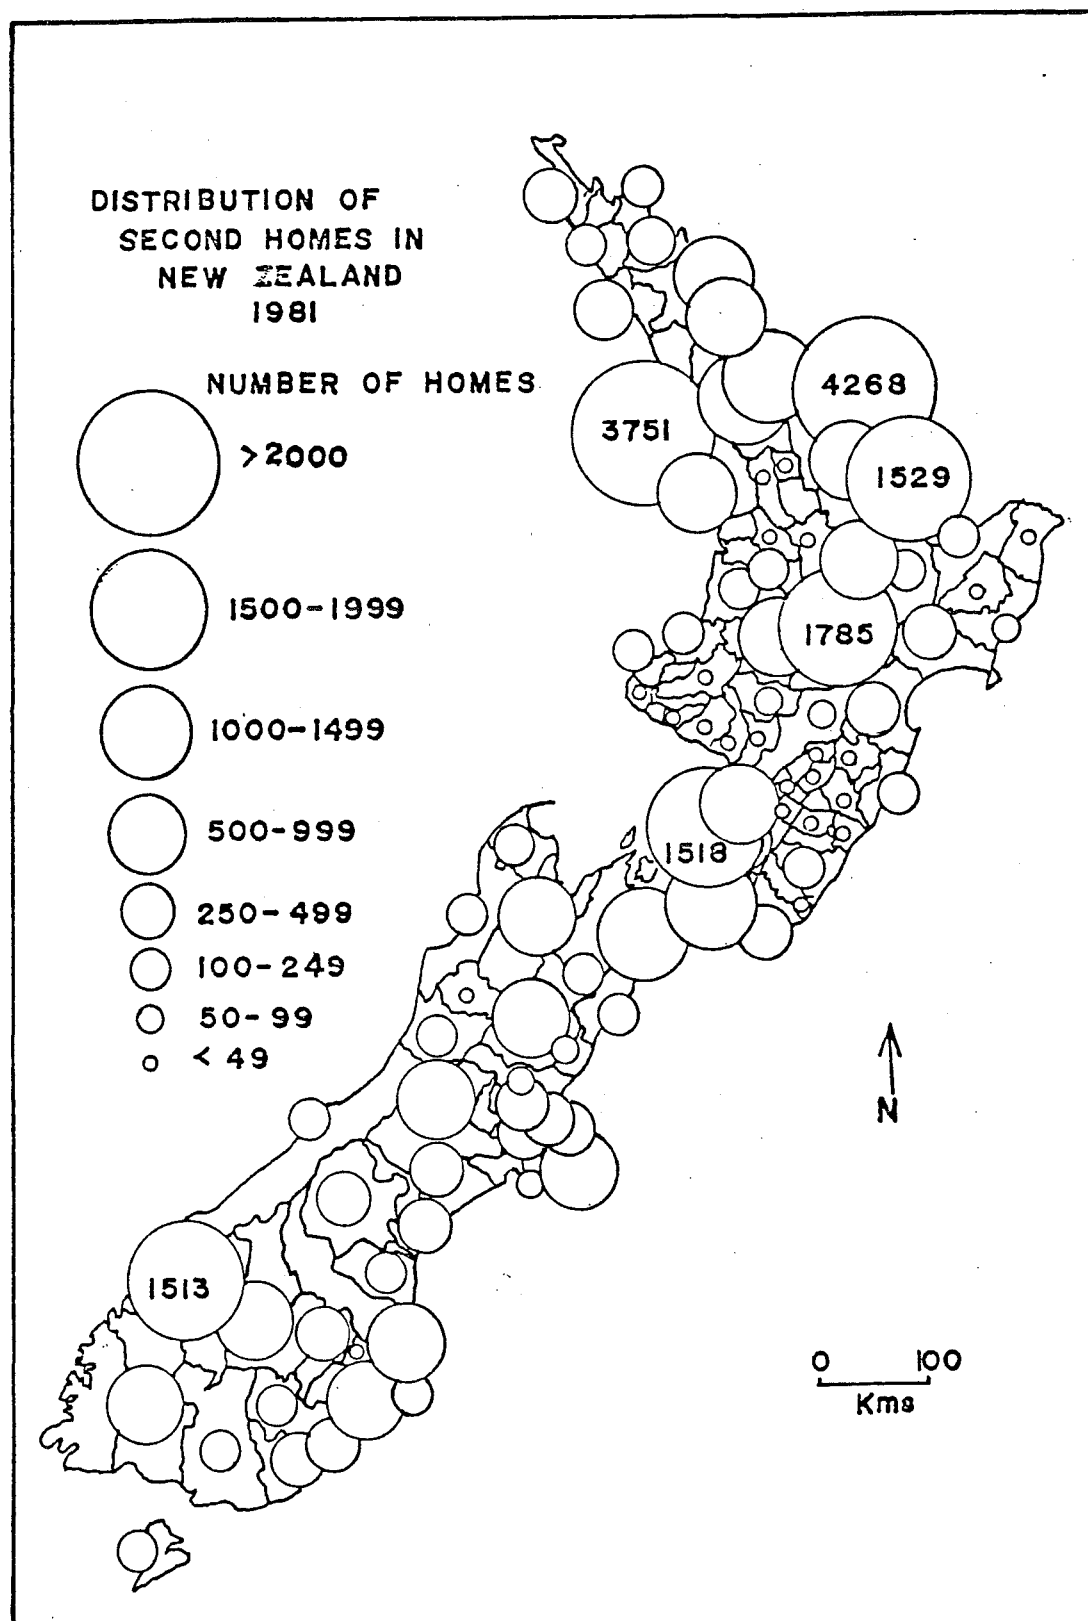 DISTRIBUTION OF
SECOND HOMES IN
NEW ZEALAND
1981
NUMBER OF HOMES
>2000
1500-1999
1000-1499
500-999
250-499
100-249
50-99
< 49
4268
3751
1529
1785
1518
1513
N
0 100
Kms